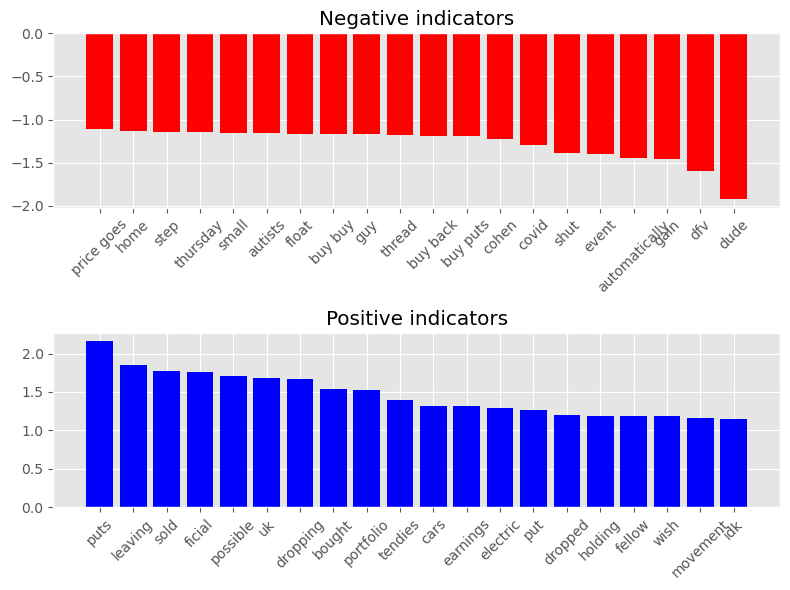 Negative indicators
0.0
−0.5
−1.0
−1.5
−2.0
price goes
home
step
thursday
small
autists
float
buy buy
guy
thread
buy back
buy puts
cohen
covid
shut
event
automatically
gain
dfv
dude
Positive indicators
2.0
1.5
1.0
0.5
0.0
puts
leaving
sold
ficial
possible
uk
dropping
bought
portfolio
tendies
cars
earnings
electric
put
dropped
holding
fellow
wish
movement
idk